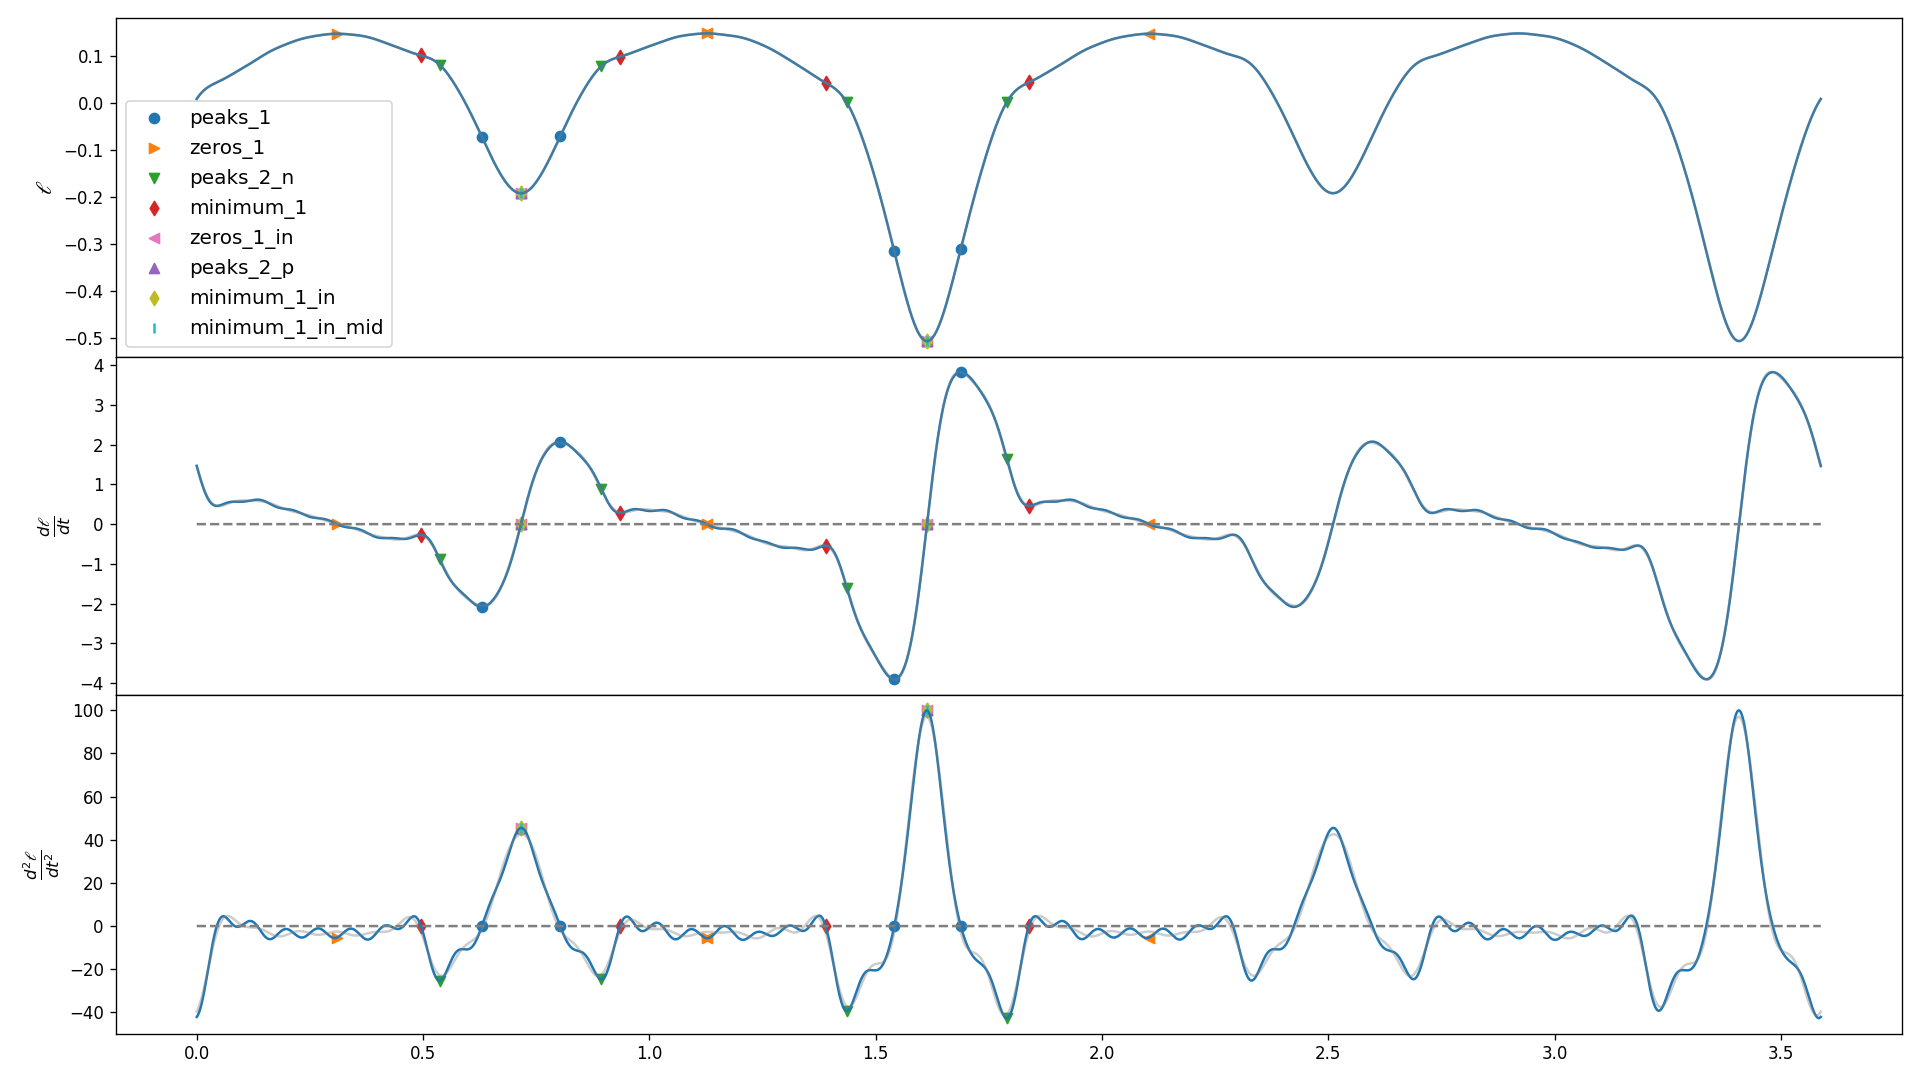 0.1
0.0
−0.1
−0.2
−0.3
−0.4
−0.5
ℓ
peaks_1
zeros_1
peaks_2_n
minimum_1
zeros_1_in
peaks_2_p
minimum_1_in
minimum_1_in_mid
4
3
2
1
0
−1
−2
−3
−4
dℓ
dt
100
80
60
40
20
0
−20
−40
d²ℓ
dt²
0.0 0.5 1.0 1.5 2.0 2.5 3.0 3.5